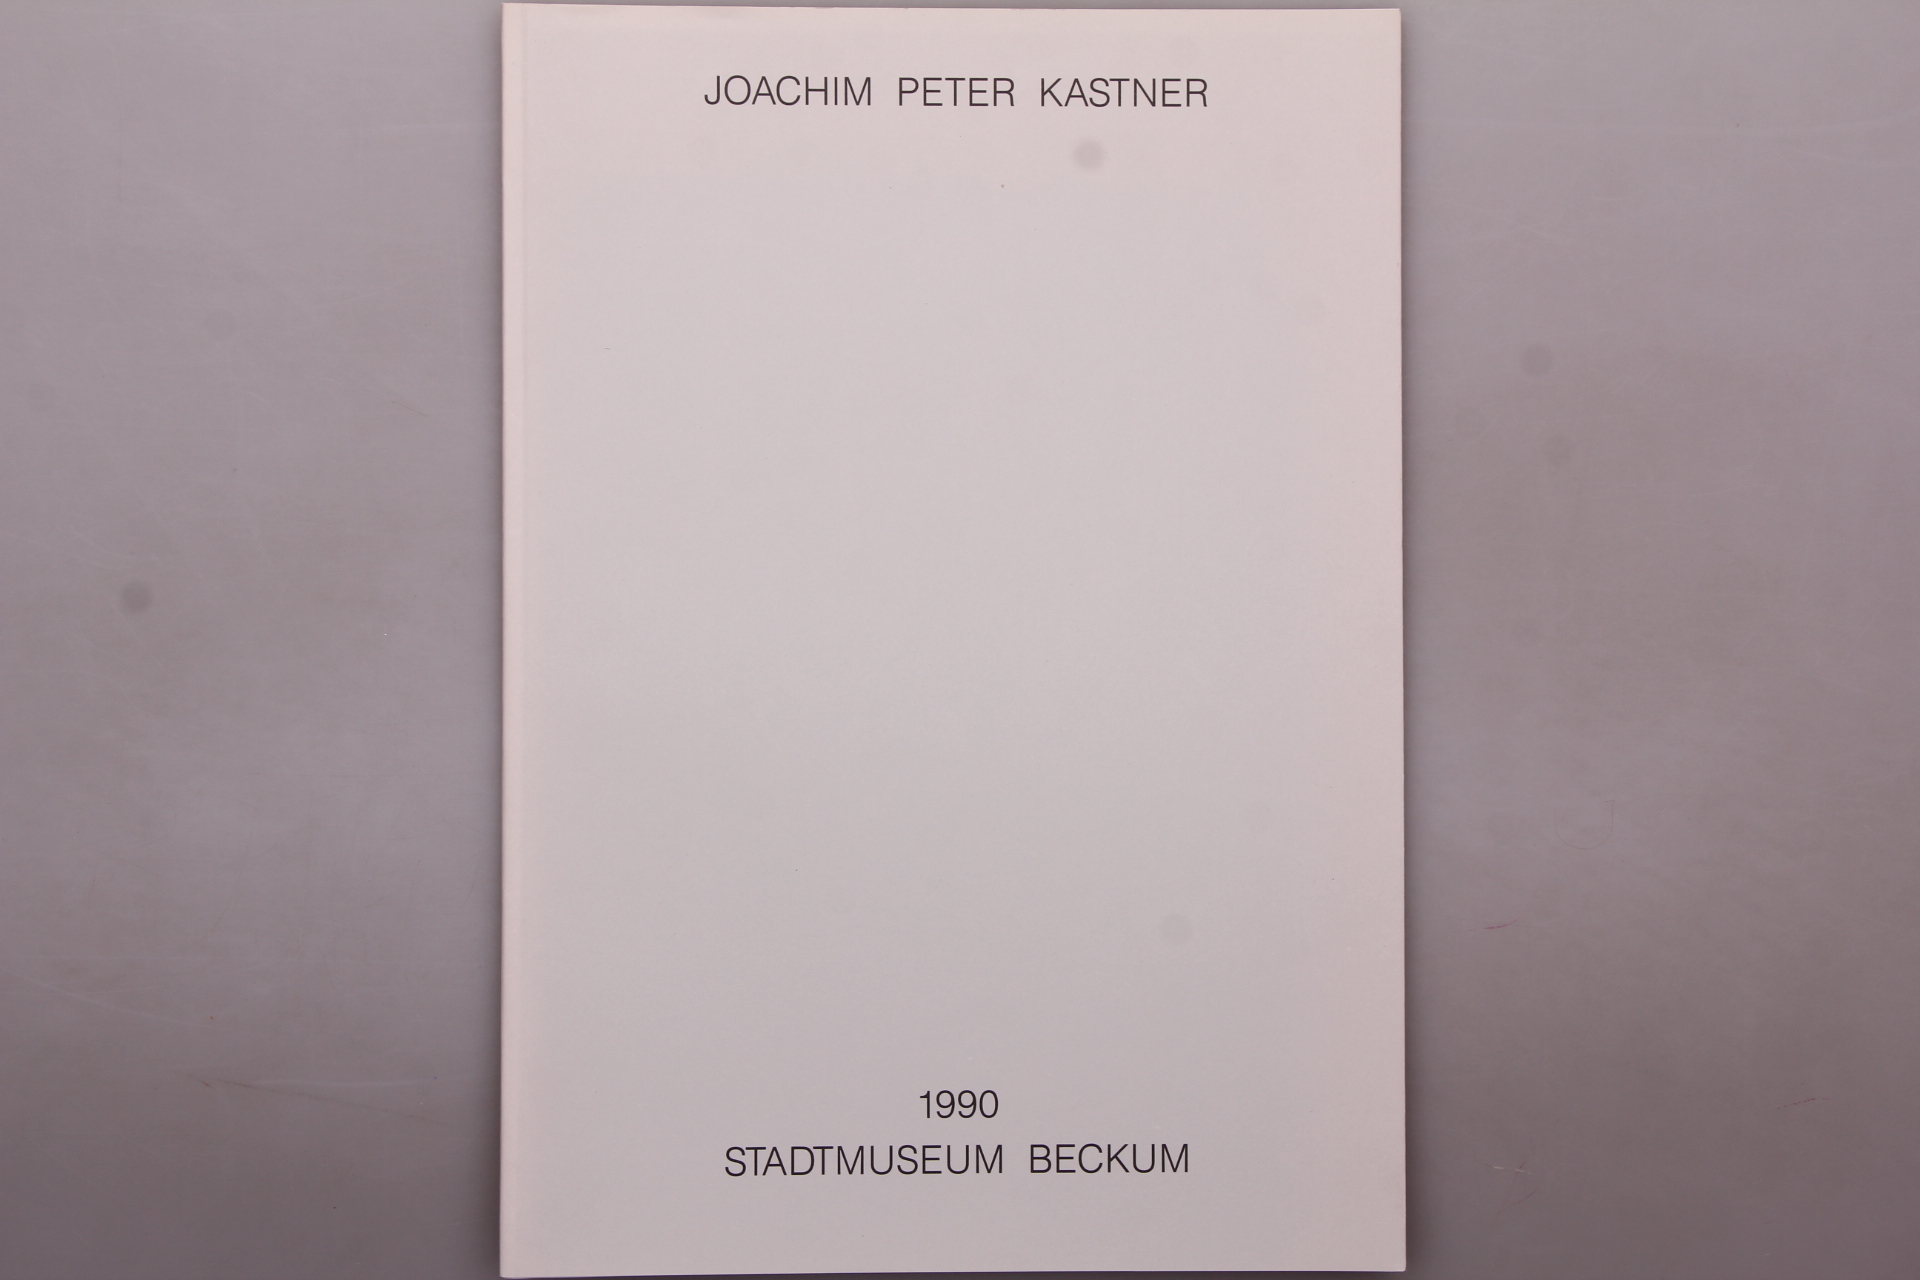 JOACHIM PETER KASTNER
1990
STADTMUSEUM BECKUM